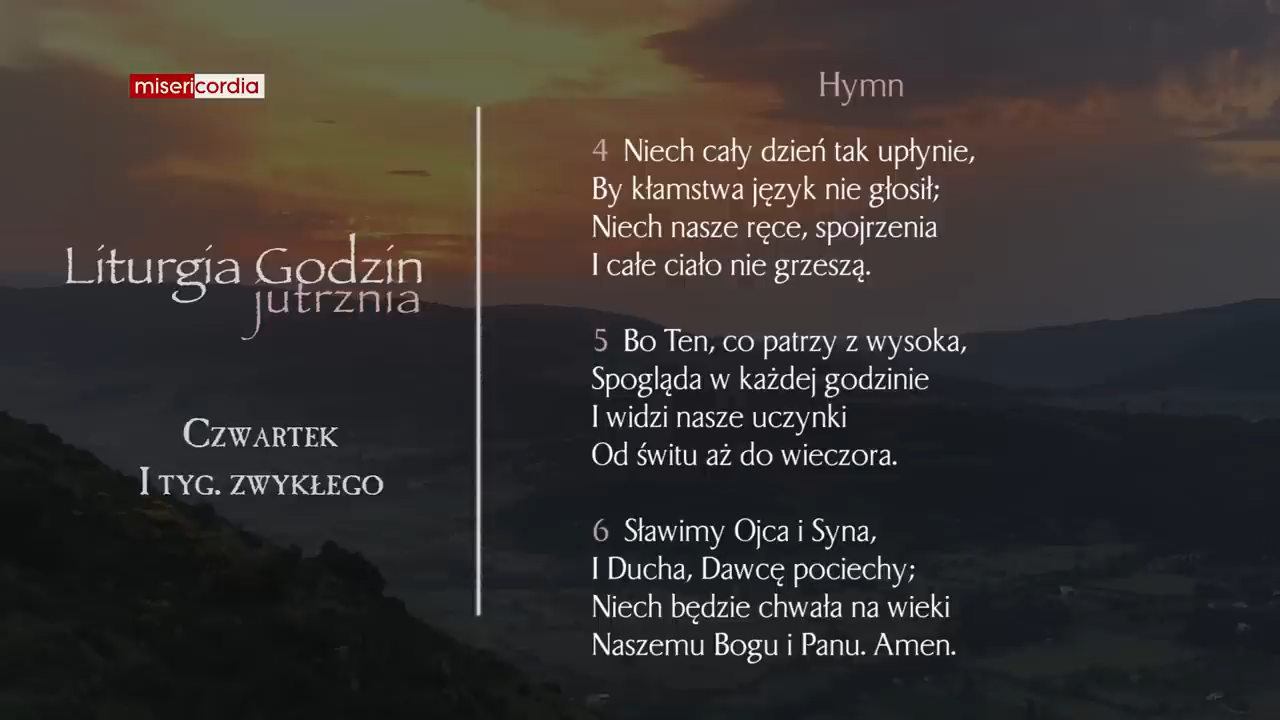 misericordia
Liturgia Godzin
jutrznia
Czwartek
I tyg. zwykłego
Hymn
4 Niech cały dzień tak upłynie,
By kłamstwa język nie głosił;
Niech nasze ręce, spojrzenia
I całe ciało nie grzeszą.
5 Bo Ten, co patrzy z wysoka,
Spogląda w każdej godzinie
I widzi nasze uczynki
Od świtu aż do wieczora.
6 Sławimy Ojca i Syna,
I Ducha, Dawcę pociechy;
Niech będzie chwała na wieki
Naszemu Bogu i Panu. Amen.